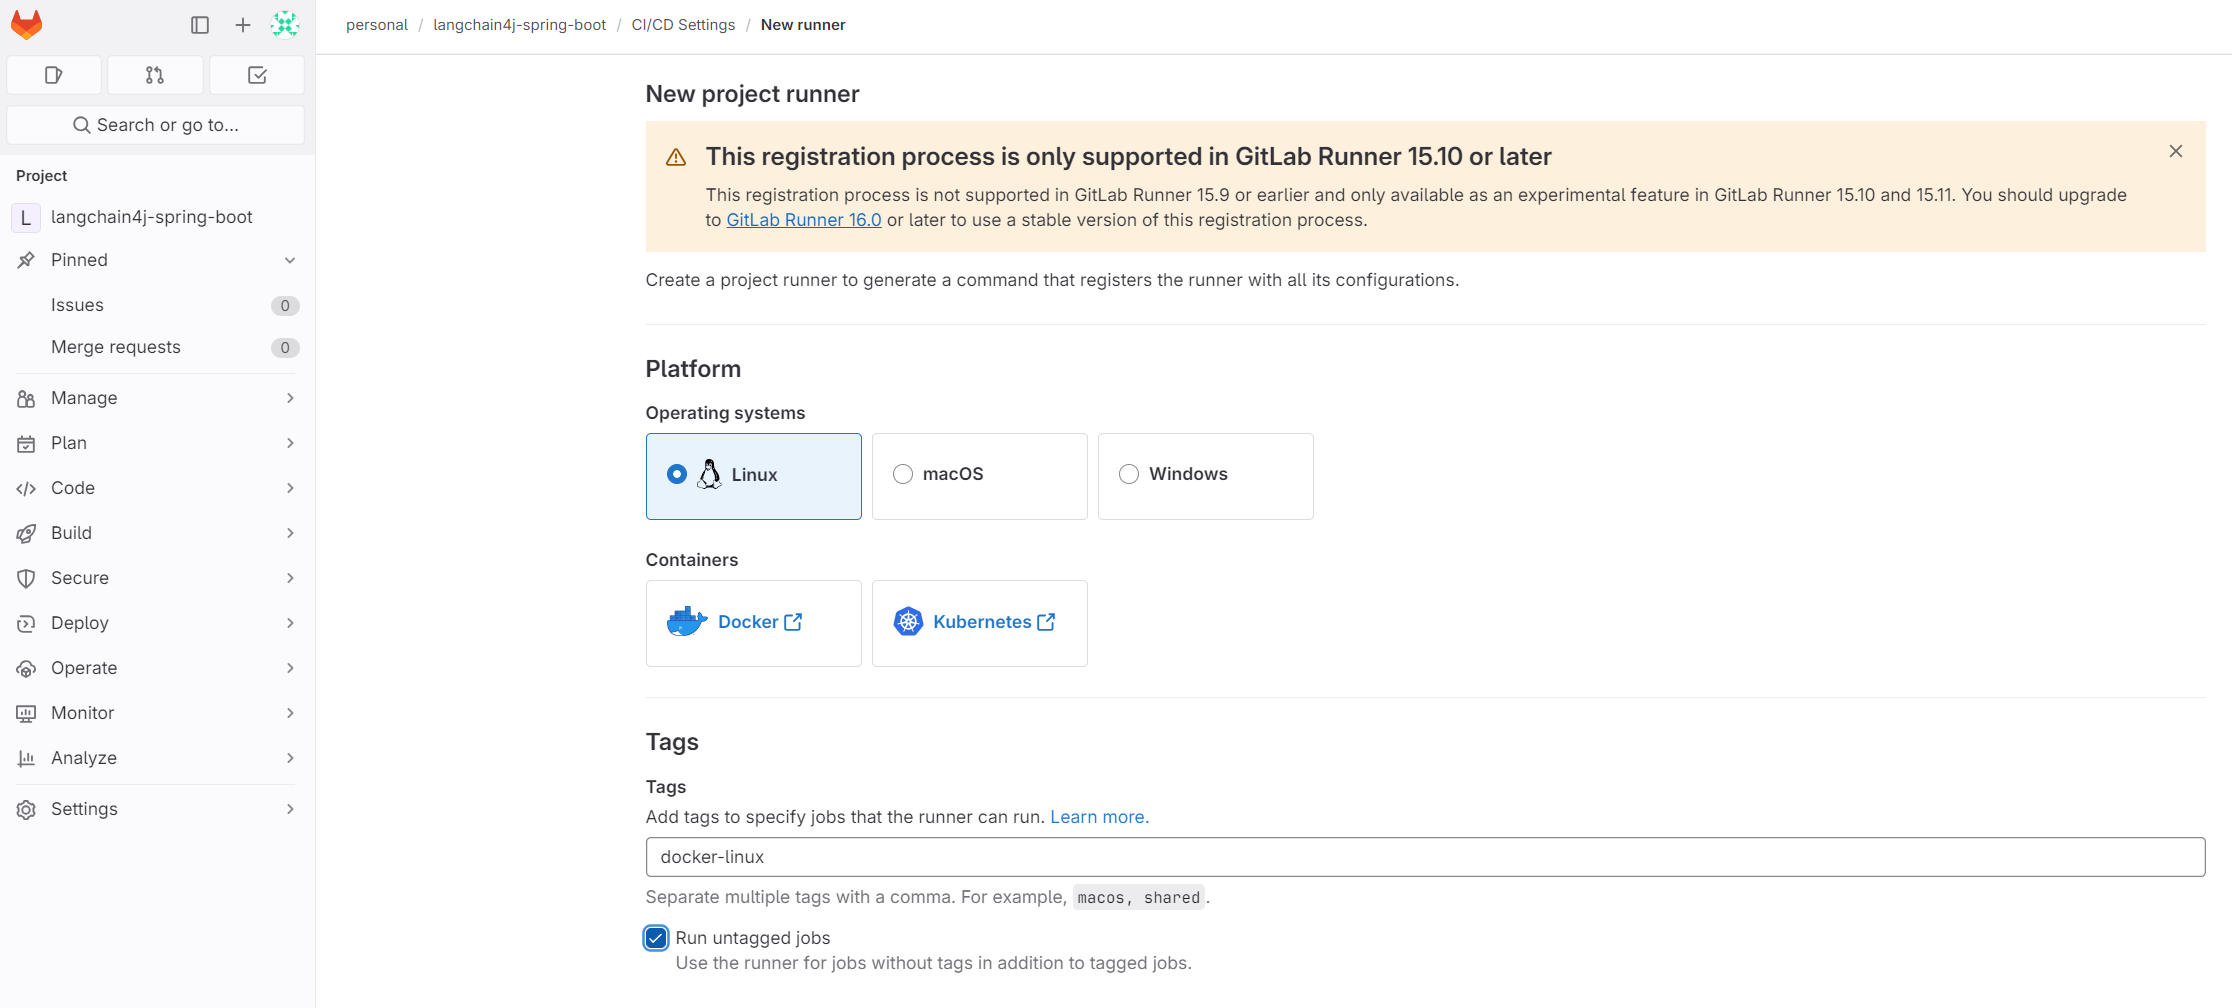 personal / langchain4j-spring-boot / CI/CD Settings / New runner
Search or go to...
Project
L langchain4j-spring-boot
Pinned
Issues 0
Merge requests 0
Manage
Plan
Code
Build
Secure
Deploy
Operate
Monitor
Analyze
Settings
New project runner
This registration process is only supported in GitLab Runner 15.10 or later
This registration process is not supported in GitLab Runner 15.9 or earlier and only available as an experimental feature in GitLab Runner 15.10 and 15.11. You should upgrade
to GitLab Runner 16.0 or later to use a stable version of this registration process.
Create a project runner to generate a command that registers the runner with all its configurations.
Platform
Operating systems
Linux macOS Windows
Containers
Docker Kubernetes
Tags
Tags
Add tags to specify jobs that the runner can run. Learn more.
docker-linux
Separate multiple tags with a comma. For example, macos, shared.
Run untagged jobs
Use the runner for jobs without tags in addition to tagged jobs.